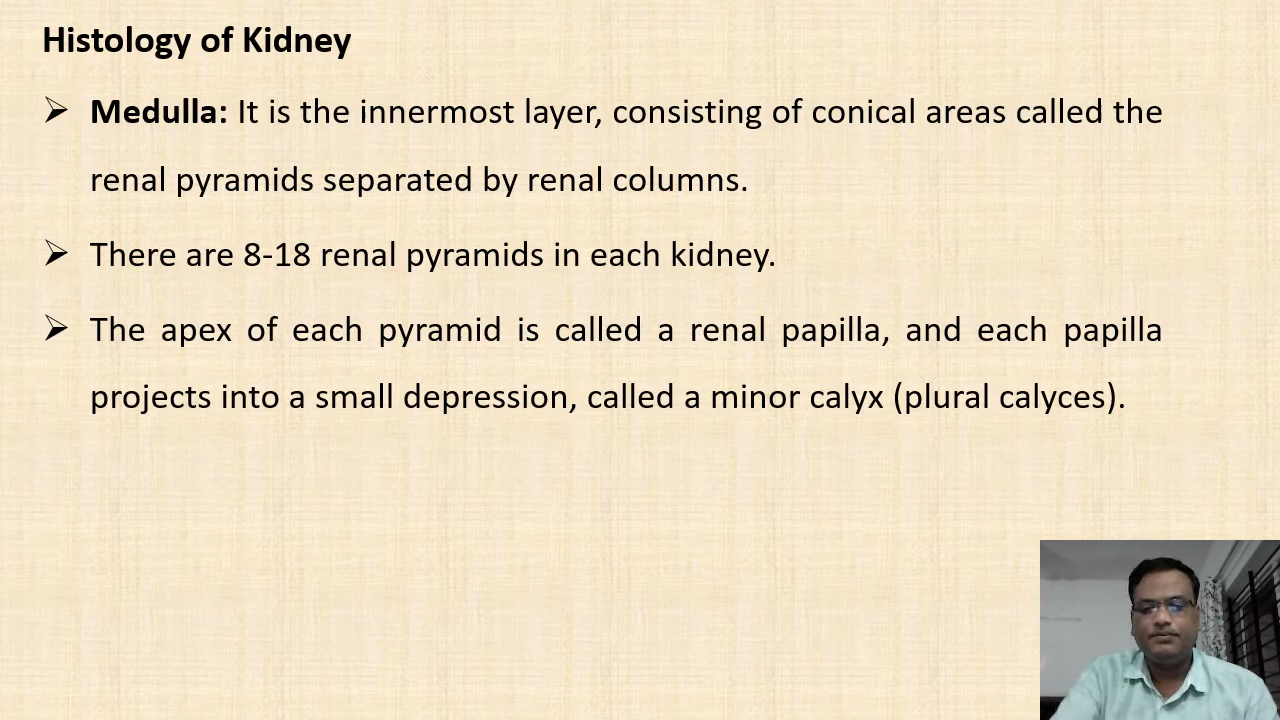 Histology of Kidney
➢ Medulla: It is the innermost layer, consisting of conical areas called the
renal pyramids separated by renal columns.
➢ There are 8-18 renal pyramids in each kidney.
➢ The apex of each pyramid is called a renal papilla, and each papilla
projects into a small depression, called a minor calyx (plural calyces).